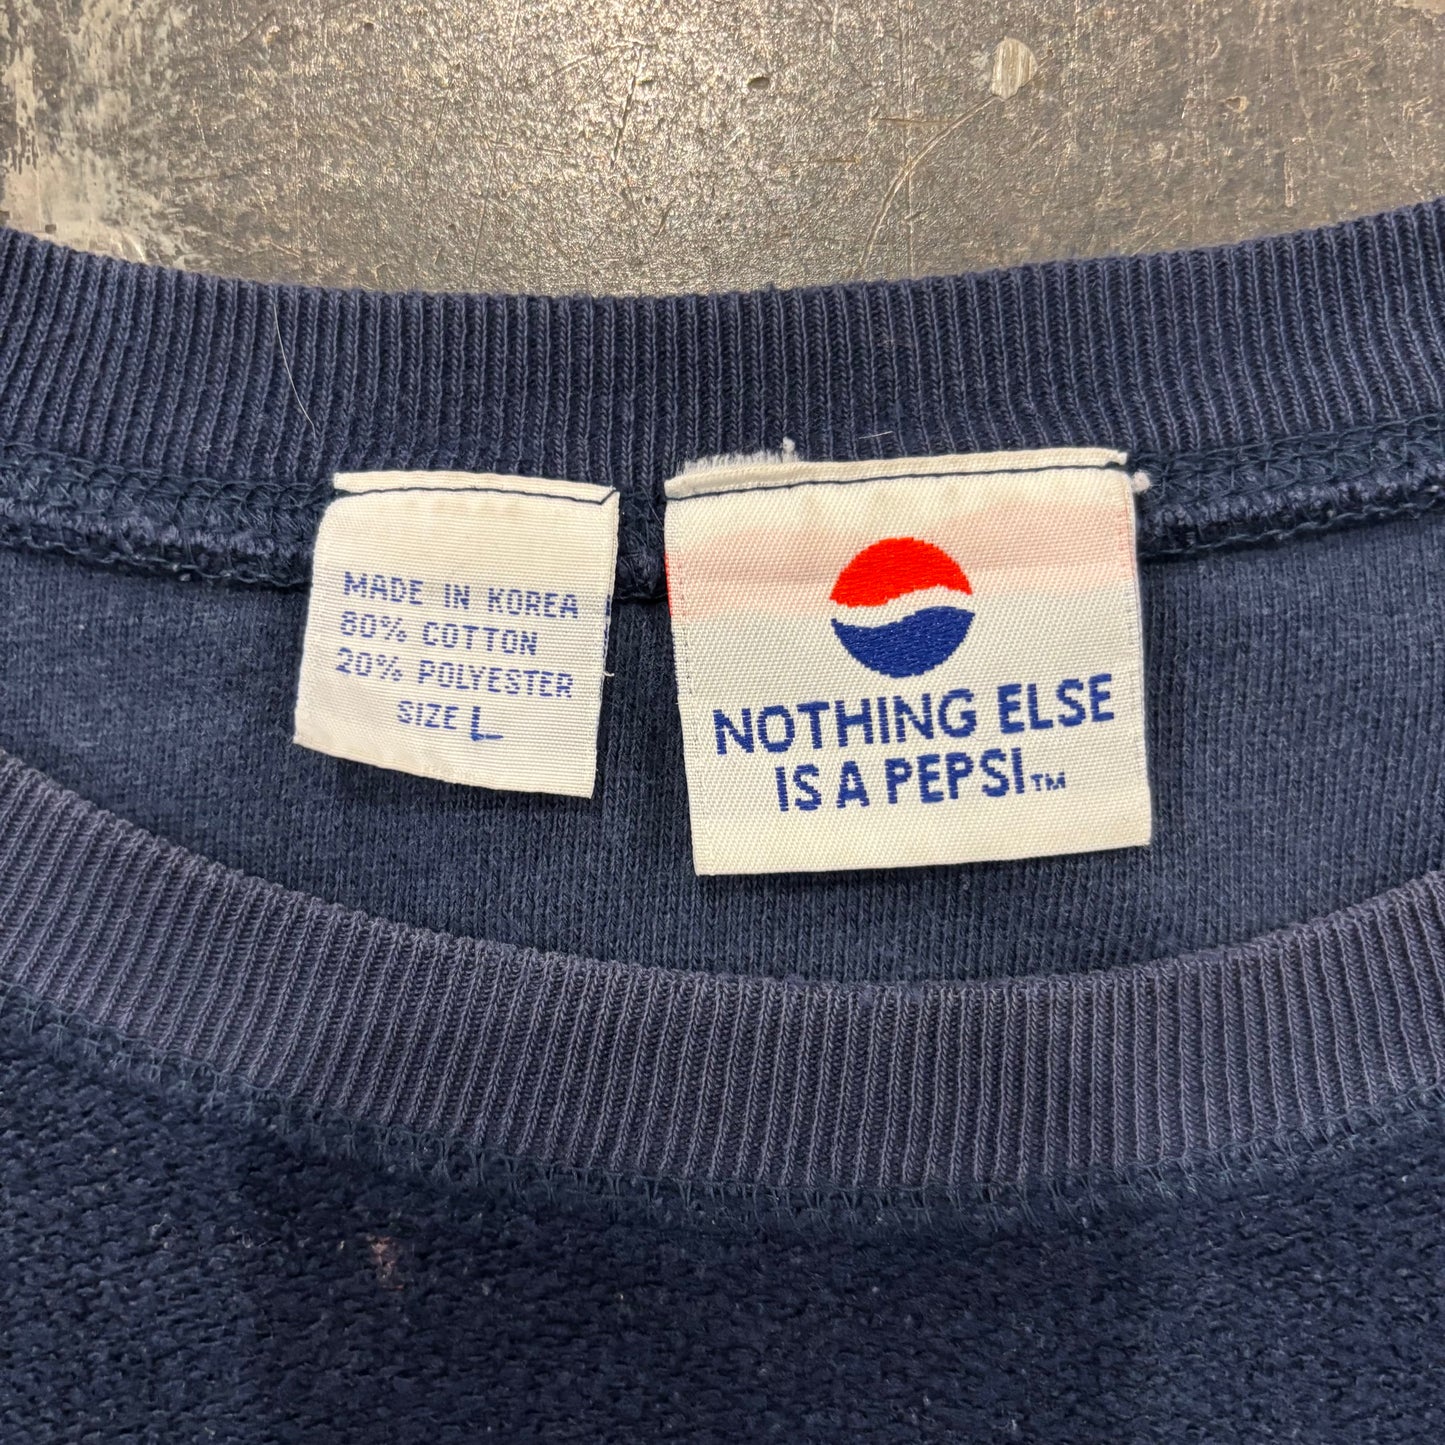 MADE IN KOREA
80% COTTON
20% POLYESTER
SIZE L
NOTHING ELSE
IS A PEPSI™